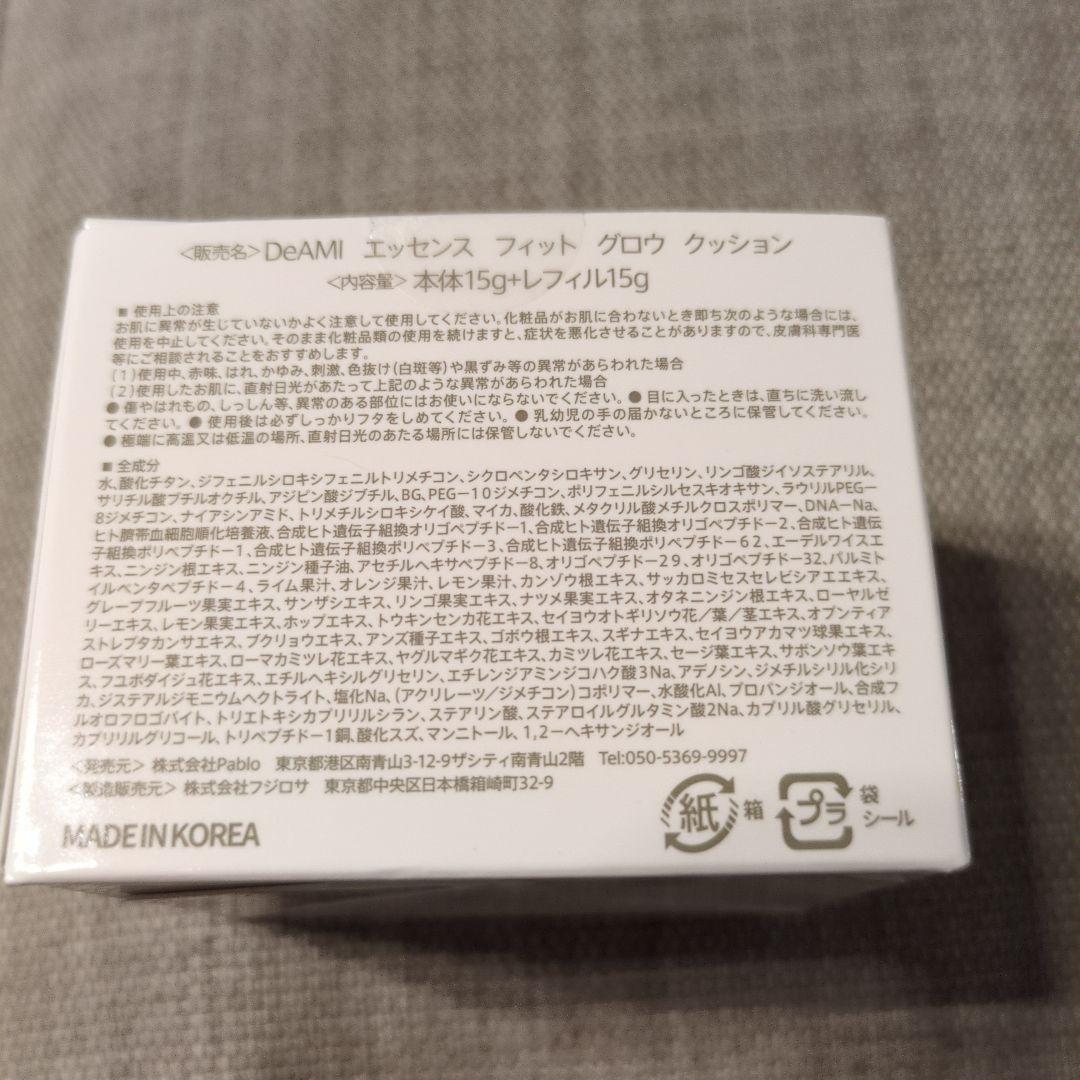 <販売名>DeAMI エッセンス フィット グロウ クッション
<内容量> 本体15g+レフィル15g
■ 使用上の注意
お肌に異常が生じていないかよく注意して使用してください。化粧品がお肌に合わないとき即ち次のような場合には、
使用を中止してください。そのまま化粧品類の使用を続けますと、症状を悪化させることがありますので、皮膚科専門医
等にご相談されることをおすすめします。
(1)使用中、赤味、はれ、かゆみ、刺激、色抜け(白斑等)や黒ずみ等の異常があらわれた場合
(2)使用したお肌に、直射日光があたって上記のような異常があらわれた場合
● 傷やはれもの、しっしん等、異常のある部位にはお使いにならないでください。● 目に入ったときは、直ちに洗い流し
てください。● 使用後は必ずしっかりフタをしめてください。● 乳幼児の手の届かないところに保管してください。
● 極端に高温又は低温の場所、直射日光のあたる場所には保管しないでください。
■ 全成分
水、酸化チタン、ジフェニルシロキシフェニルトリメチコン、シクロペンタシロキサン、グリセリン、リンゴ酸ジイソステアリル、
サリチル酸ブチルオクチル、アジピン酸ジブチル、BG、PEG－10ジメチコン、ポリフェニルシルセスキオキサン、ラウリルPEG－
8ジメチコン、ナイアシンアミド、トリメチルシロキシケイ酸、マイカ、酸化鉄、メタクリル酸メチルクロスポリマー、DNA－Na、
ヒト臍帯血細胞順化培養液、合成ヒト遺伝子組換オリゴペプチド－1、合成ヒト遺伝子組換オリゴペプチド－2、合成ヒト遺伝
子組換ポリペプチド－1、合成ヒト遺伝子組換ポリペプチド－3、合成ヒト遺伝子組換ポリペプチド－62、エーデルワイスエ
キス、ニンジン根エキス、ニンジン種子油、アセチルヘキサペプチド－8、オリゴペプチド－29、オリゴペプチド－32、パルミト
イルペンタペプチド－4、ライム果汁、オレンジ果汁、レモン果汁、カンゾウ根エキス、サッカロミセスセレビシアエエキス、
グレープフルーツ果実エキス、サンザシエキス、リンゴ果実エキス、ナツメ果実エキス、オタネニンジン根エキス、ローヤルゼ
リーエキス、レモン果実エキス、ホップエキス、トウキンセンカ花エキス、セイヨウオトギリソウ花／葉／茎エキス、オプンティア
ストレプタカンサエキス、ブクリョウエキス、アンズ種子エキス、ゴボウ根エキス、スギナエキス、セイヨウアカマツ球果エキス、
ローズマリー葉エキス、ローマカミツレ花エキス、ヤグルマギク花エキス、カミツレ花エキス、セージ葉エキス、サボンソウ葉エキ
ス、フユボダイジュ花エキス、エチルヘキシルグリセリン、エチレンジアミンジコハク酸3Na、アデノシン、ジメチルシリル化シリ
カ、ジステアルジモニウムヘクトライト、塩化Na、(アクリレーツ／ジメチコン)コポリマー、水酸化Al、プロパンジオール、合成フ
ルオロフロゴパイト、トリエトキシカプリリルシラン、ステアリン酸、ステアロイルグルタミン酸2Na、カプリル酸グリセリル、
カプリリルグリコール、トリペプチド－1銅、酸化スズ、マンニトール、1,2－ヘキサンジオール
<発売元> 株式会社Pablo 東京都港区南青山3-12-9ザシティ南青山2階 Tel:050-5369-9997
<製造販売元> 株式会社フジロサ 東京都中央区日本橋箱崎町32-9
MADE IN KOREA
紙 箱 プラ 袋
シール